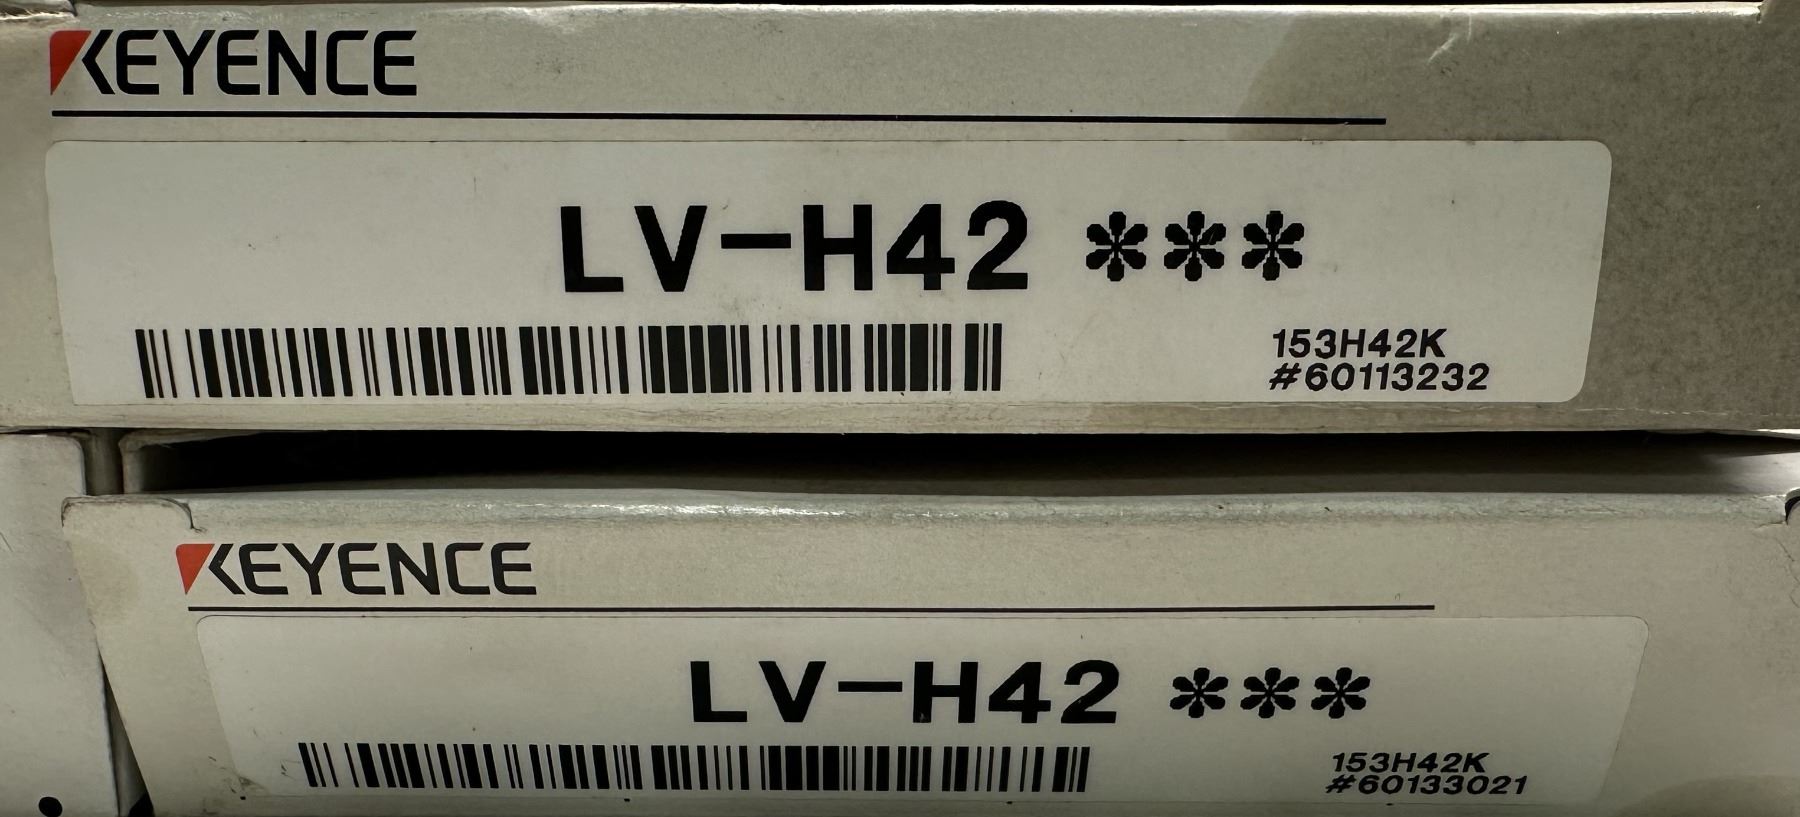 KEYENCE
LV-H42 ***
153H42K
#60113232
KEYENCE
LV-H42 ***
153H42K
#60133021